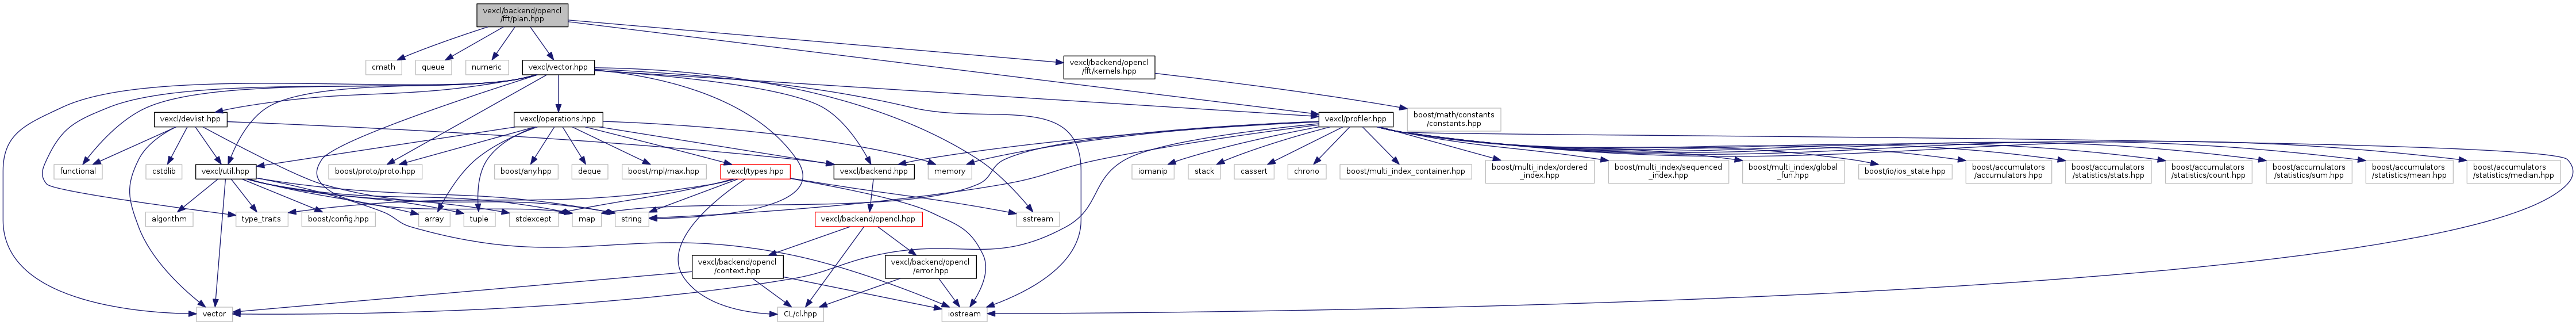 vexcl/backend/opencl
/fft/plan.hpp
cmath
queue
numeric
vexcl/vector.hpp
vexcl/backend/opencl
/fft/kernels.hpp
vexcl/devlist.hpp
vexcl/operations.hpp
vexcl/profiler.hpp
boost/math/constants
/constants.hpp
functional
cstdlib
vexcl/util.hpp
boost/proto/proto.hpp
boost/any.hpp
deque
boost/mpl/max.hpp
vexcl/types.hpp
vexcl/backend.hpp
memory
iomanip
stack
cassert
chrono
boost/multi_index_container.hpp
boost/multi_index/ordered
_index.hpp
boost/multi_index/sequenced
_index.hpp
boost/multi_index/global
_fun.hpp
boost/io/ios_state.hpp
boost/accumulators
/accumulators.hpp
boost/accumulators
/statistics/stats.hpp
boost/accumulators
/statistics/count.hpp
boost/accumulators
/statistics/sum.hpp
boost/accumulators
/statistics/mean.hpp
boost/accumulators
/statistics/median.hpp
algorithm
type_traits
boost/config.hpp
array
tuple
stdexcept
map
string
vexcl/backend/opencl.hpp
sstream
vexcl/backend/opencl
/context.hpp
vexcl/backend/opencl
/error.hpp
vector
CL/cl.hpp
iostream